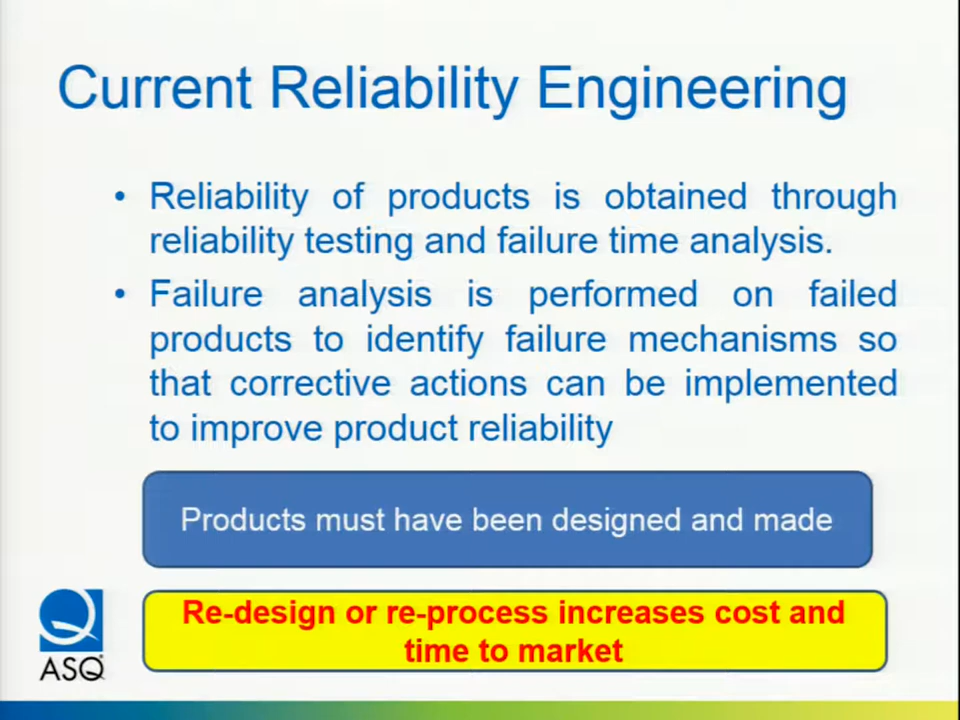 Current Reliability Engineering
• Reliability of products is obtained through
reliability testing and failure time analysis.
• Failure analysis is performed on failed
products to identify failure mechanisms so
that corrective actions can be implemented
to improve product reliability
Products must have been designed and made
Re-design or re-process increases cost and
time to market
ASQ